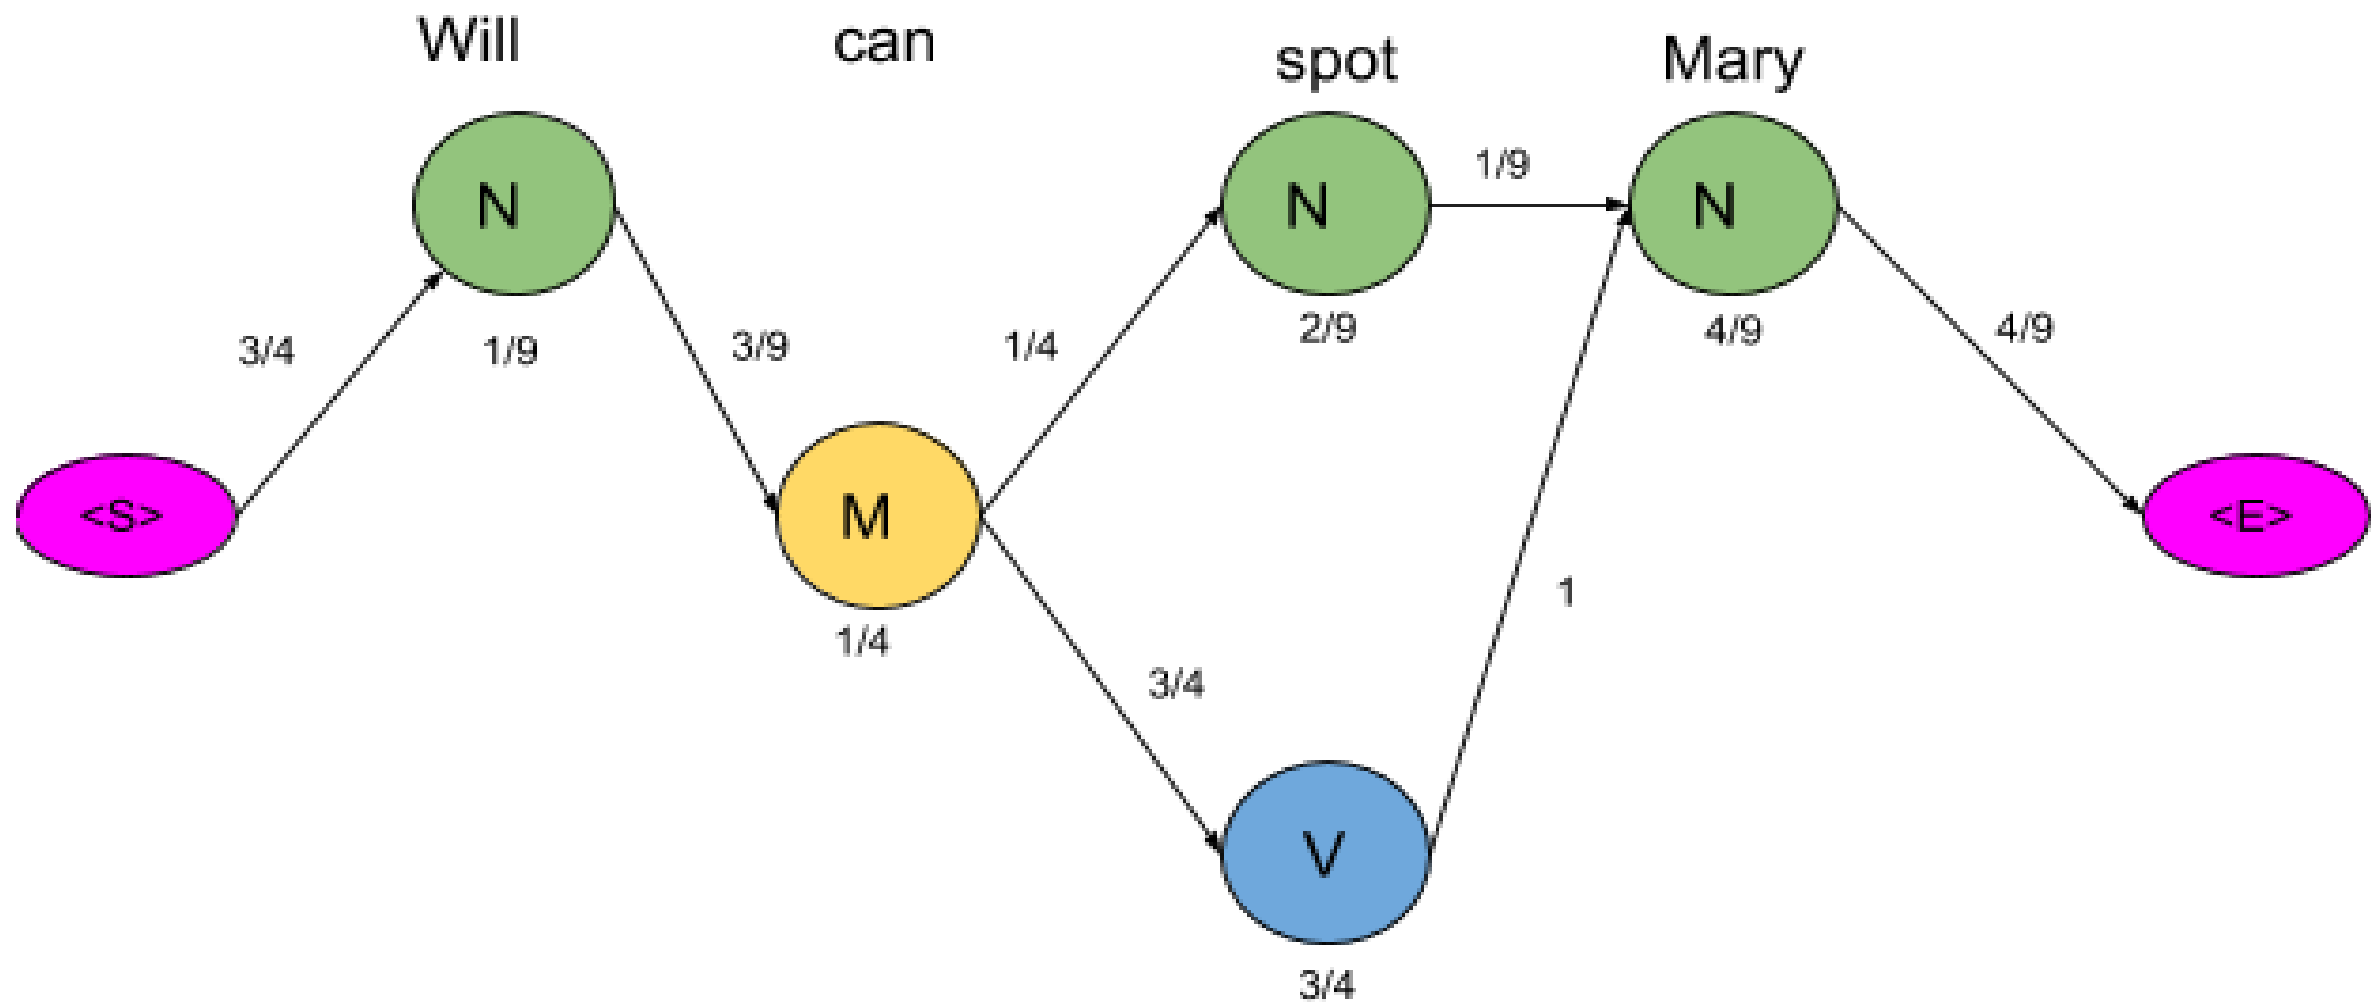 Will can spot Mary
N N N
1/9
3/4 1/9 3/9 1/4 2/9 4/9 4/9
<S> M <E>
1
1/4
3/4
V
3/4